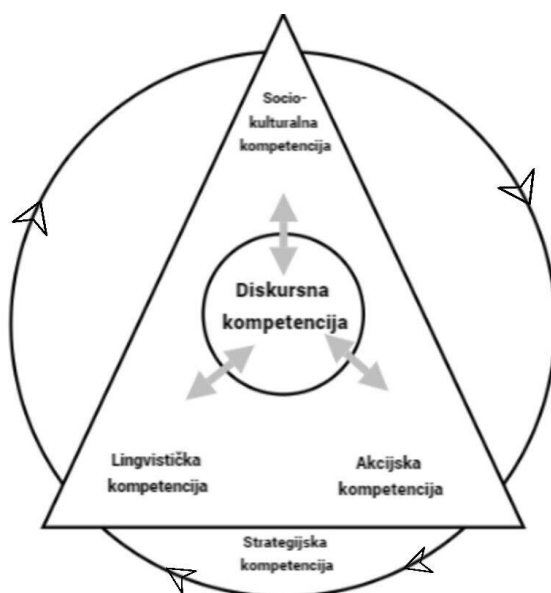 Socio-
kulturalna
kompetencija
Diskursna
kompetencija
Lingvistička
kompetencija
Akcijska
kompetencija
Strategijska
kompetencija